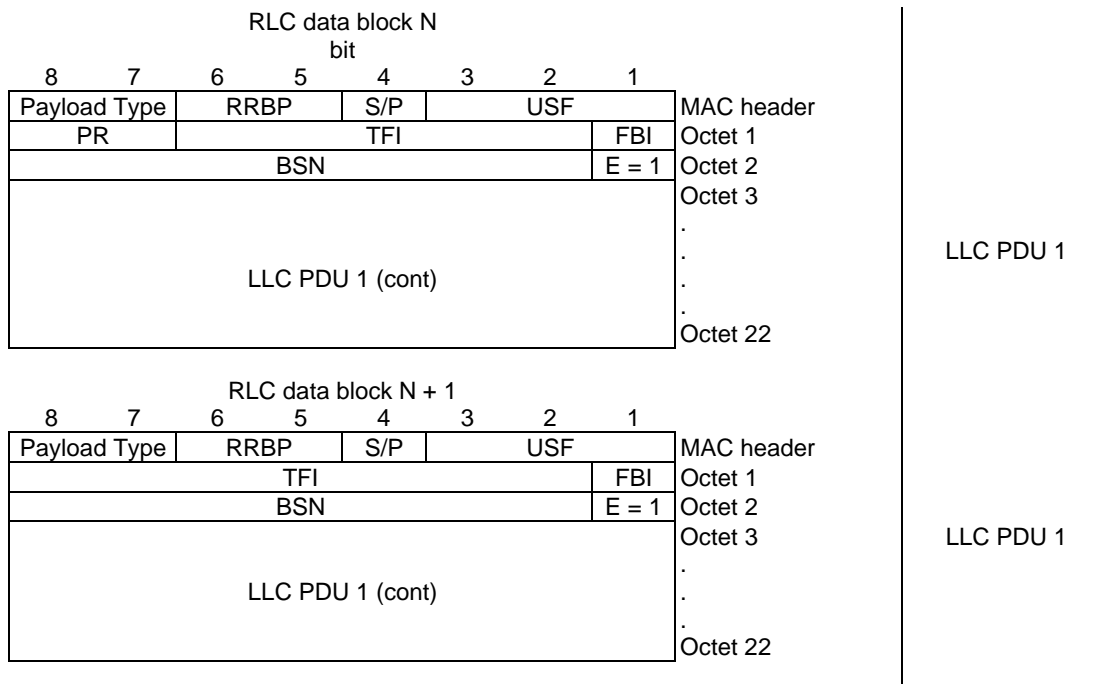 RLC data block N
bit
8 7 6 5 4 3 2 1
Payload Type RRBP S/P USF MAC header
PR TFI FBI Octet 1
BSN E = 1 Octet 2
Octet 3
.
.
LLC PDU 1
LLC PDU 1 (cont)
.
.
Octet 22
RLC data block N + 1
8 7 6 5 4 3 2 1
Payload Type RRBP S/P USF MAC header
TFI FBI Octet 1
BSN E = 1 Octet 2
Octet 3 LLC PDU 1
.
LLC PDU 1 (cont) .
.
Octet 22